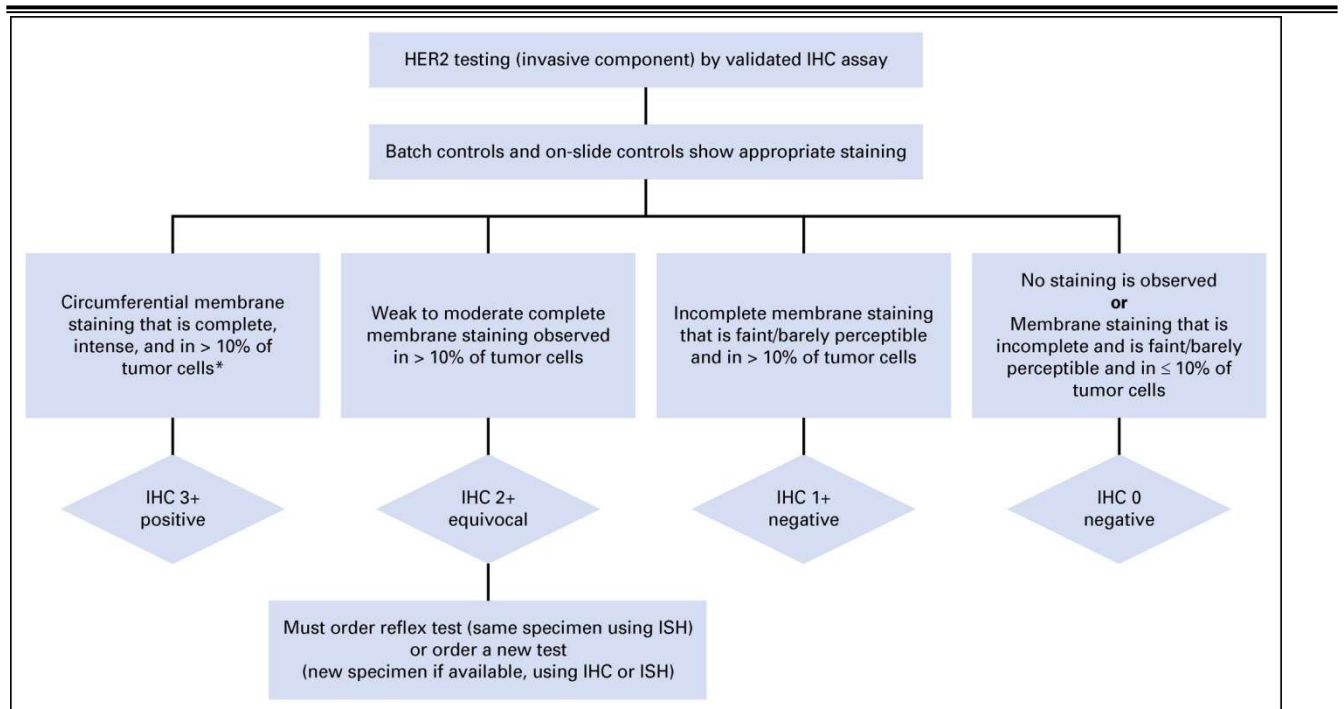 HER2 testing (invasive component) by validated IHC assay
Batch controls and on-slide controls show appropriate staining
Circumferential membrane
staining that is complete,
intense, and in > 10% of
tumor cells*
Weak to moderate complete
membrane staining observed
in > 10% of tumor cells
Incomplete membrane staining
that is faint/barely perceptible
and in > 10% of tumor cells
No staining is observed
or
Membrane staining that is
incomplete and is faint/barely
perceptible and in ≤ 10% of
tumor cells
IHC 3+
positive
IHC 2+
equivocal
IHC 1+
negative
IHC 0
negative
Must order reflex test (same specimen using ISH)
or order a new test
(new specimen if available, using IHC or ISH)